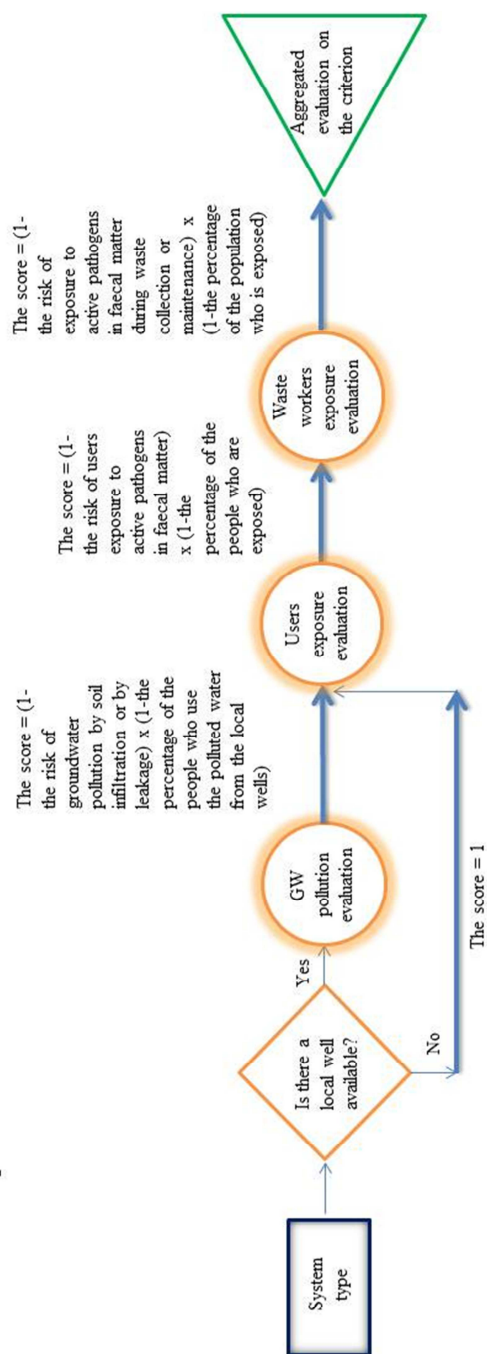 System
type
Is there a
local well
available?
Yes
No
The score = 1
GW
pollution
evaluation
The score = (1-
the risk of
groundwater
pollution by soil
infiltration or by
leakage) x (1-the
percentage of the
people who use
the polluted water
from the local
wells)
Users
exposure
evaluation
The score = (1-
the risk of users
exposure to
active pathogens
in faecal matter)
x (1-the
percentage of the
people who are
exposed)
Waste
workers
exposure
evaluation
The score = (1-
the risk of
exposure to
active pathogens
in faecal matter
during waste
collection or
maintenance) x
(1-the percentage
of the population
who is exposed)
Aggregated
evaluation on
the criterion